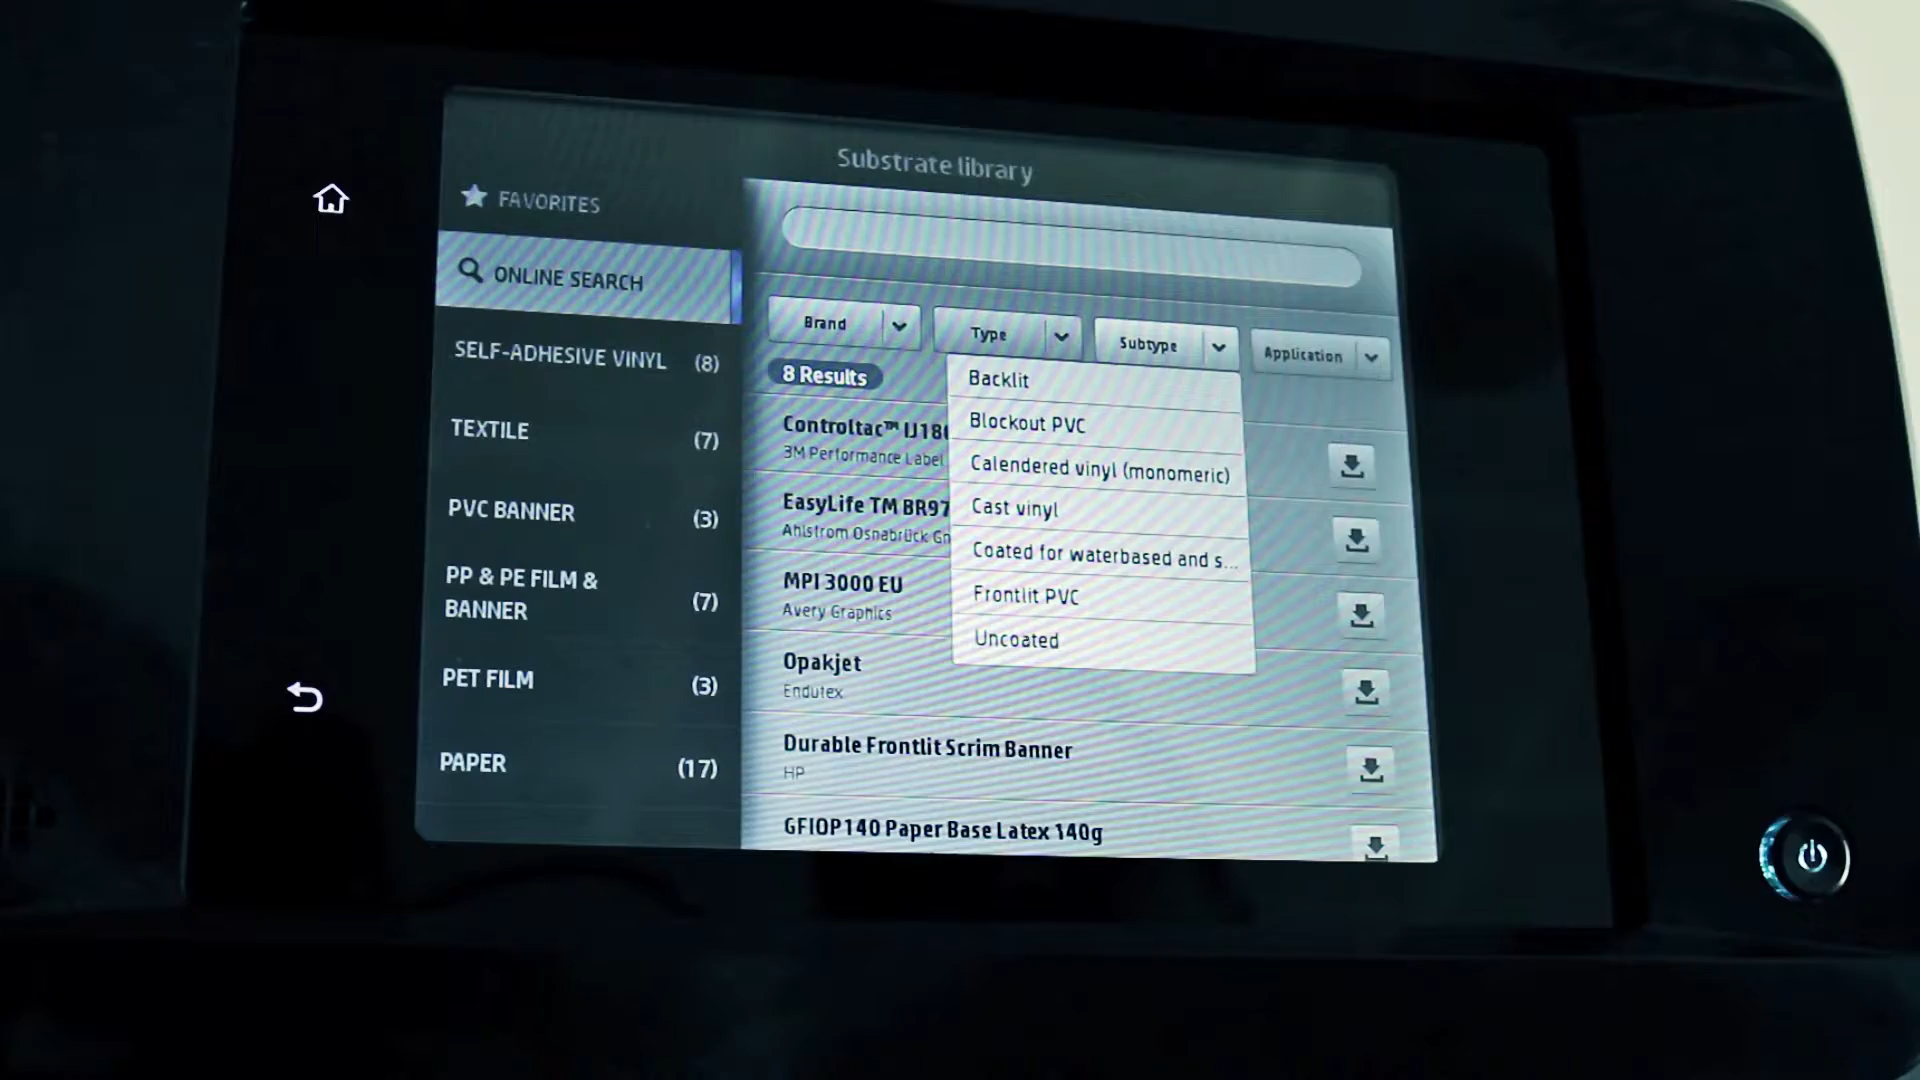 Substrate library
FAVORITES
ONLINE SEARCH
SELF-ADHESIVE VINYL (8)
TEXTILE (7)
PVC BANNER (3)
PP & PE FILM &
BANNER (7)
PET FILM (3)
PAPER (17)
Brand
Type
Subtype
Application
8 Results
Backlit
Blockout PVC
Calendered vinyl (monomeric)
Cast vinyl
Coated for waterbased and s...
Frontlit PVC
Uncoated
Controltac™ IJ18
3M Performance Label
EasyLife TM BR97
Ahlstrom Osnabrück
MPI 3000 EU
Avery Graphics
Opakjet
Endutex
Durable Frontlit Scrim Banner
HP
GFIOP140 Paper Base Latex 140g